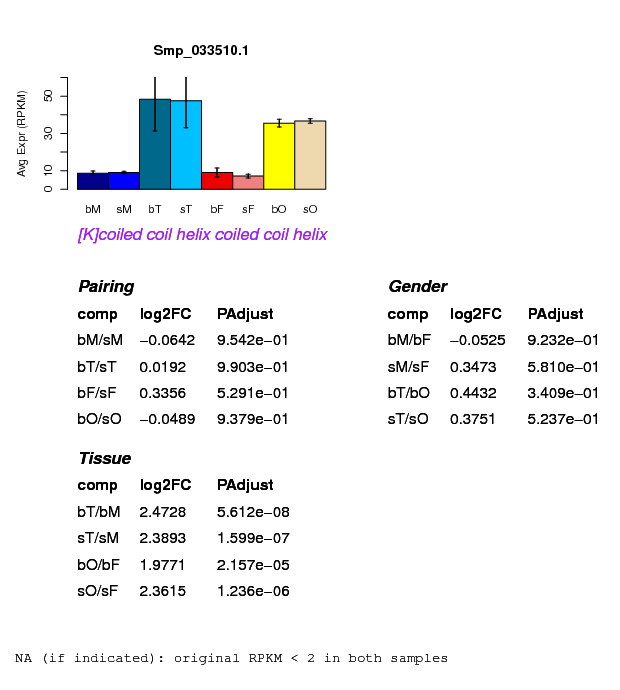 Smp_033510.1
Avg Expr (RPKM)
0 10 30 50
bM sM bT sT bF sF bO sO
[K]coiled coil helix coiled coil helix
Pairing
comp log2FC PAdjust
bM/sM −0.0642 9.542e−01
bT/sT 0.0192 9.903e−01
bF/sF 0.3356 5.291e−01
bO/sO −0.0489 9.379e−01
Gender
comp log2FC PAdjust
bM/bF −0.0525 9.232e−01
sM/sF 0.3473 5.810e−01
bT/bO 0.4432 3.409e−01
sT/sO 0.3751 5.237e−01
Tissue
comp log2FC PAdjust
bT/bM 2.4728 5.612e−08
sT/sM 2.3893 1.599e−07
bO/bF 1.9771 2.157e−05
sO/sF 2.3615 1.236e−06
NA (if indicated): original RPKM < 2 in both samples